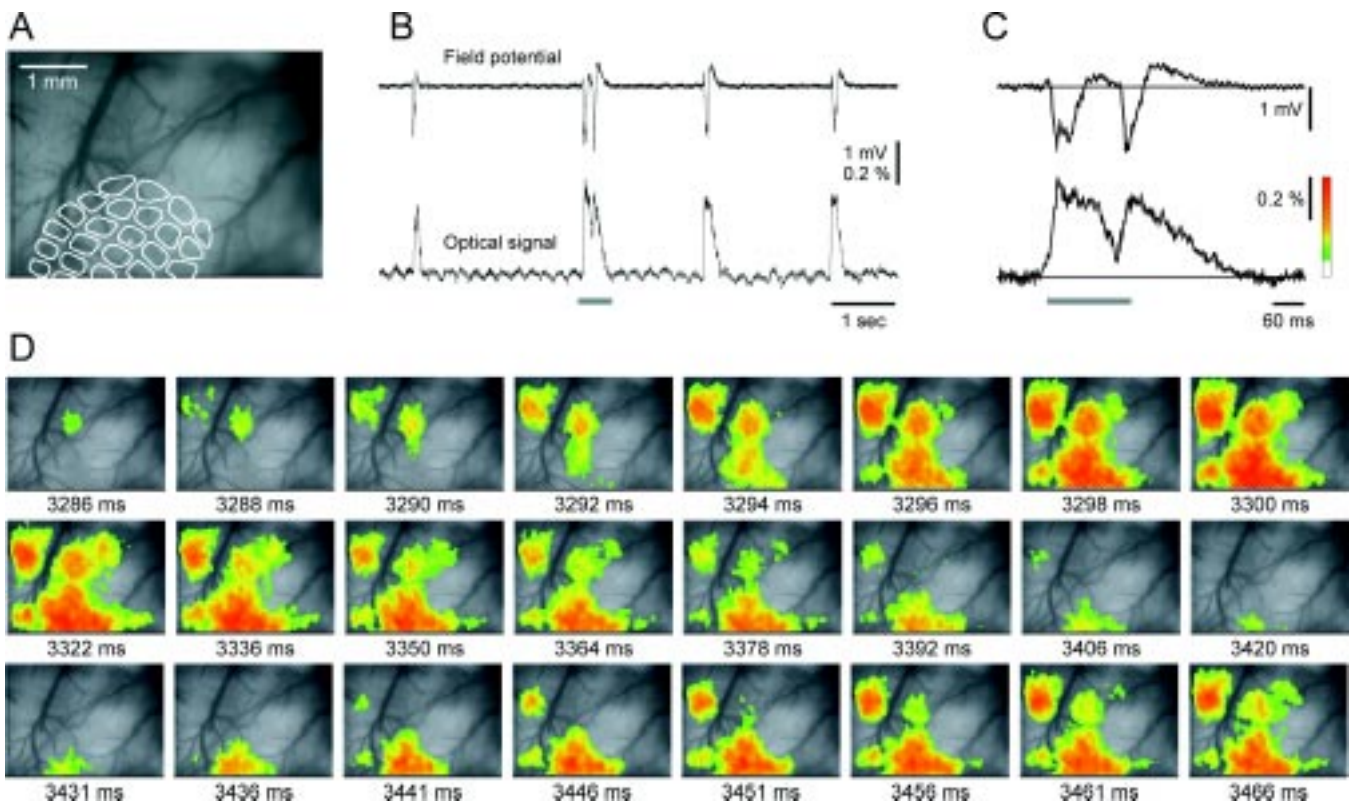 A
1 mm
B
Field potential
Optical signal
1 mV
0.2 %
1 sec
C
1 mV
0.2 %
60 ms
D
3286 ms 3288 ms 3290 ms 3292 ms 3294 ms 3296 ms 3298 ms 3300 ms
3322 ms 3336 ms 3350 ms 3364 ms 3378 ms 3392 ms 3406 ms 3420 ms
3431 ms 3436 ms 3441 ms 3446 ms 3451 ms 3456 ms 3461 ms 3466 ms